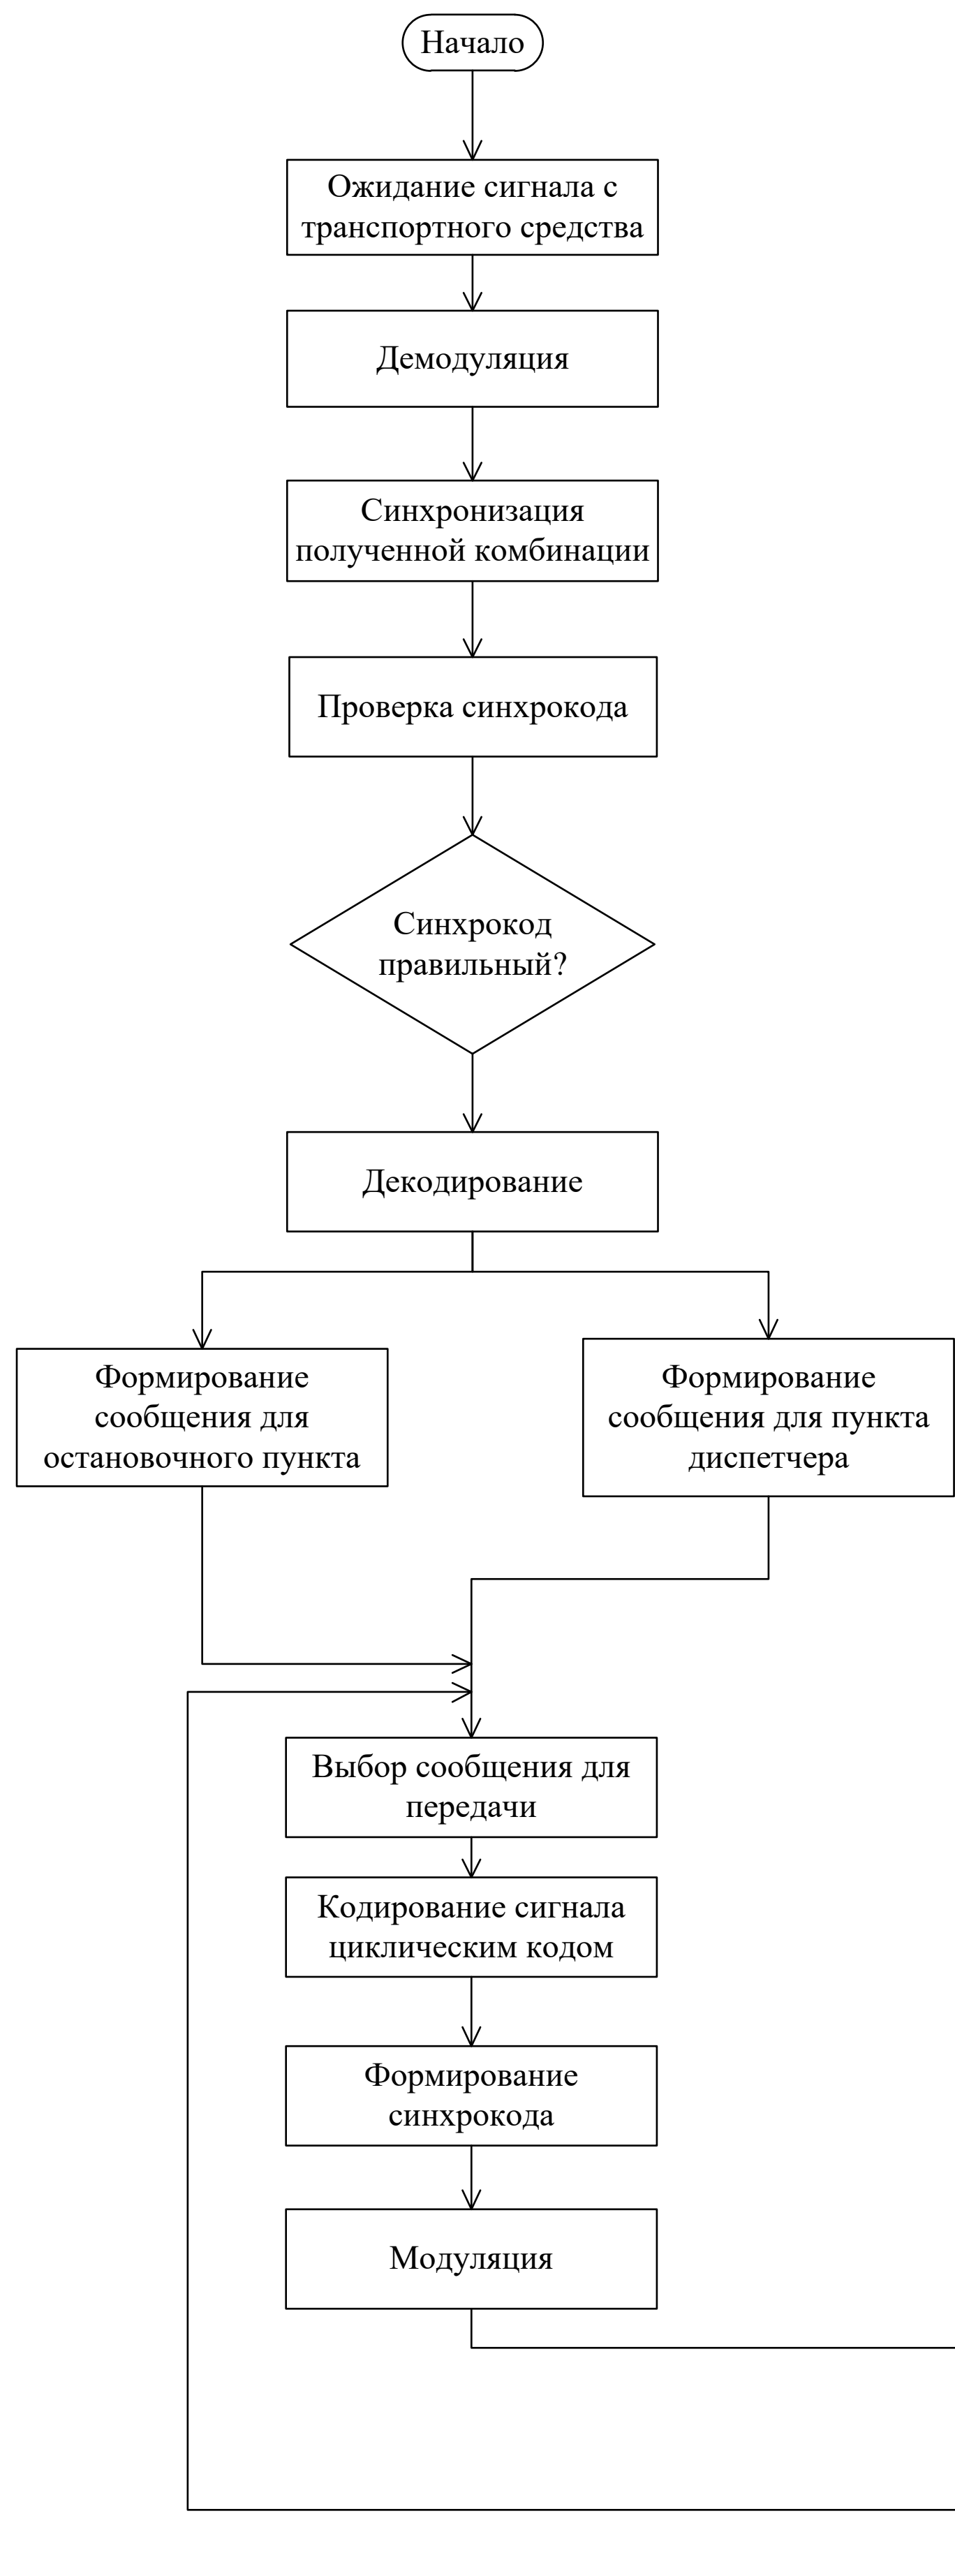 Начало
Ожидание сигнала с
транспортного средства
Демодуляция
Синхронизация
полученной комбинации
Проверка синхрокода
Синхрокод
правильный?
Декодирование
Формирование
сообщения для
остановочного пункта
Формирование
сообщения для пункта
диспетчера
Выбор сообщения для
передачи
Кодирование сигнала
циклическим кодом
Формирование
синхрокода
Модуляция